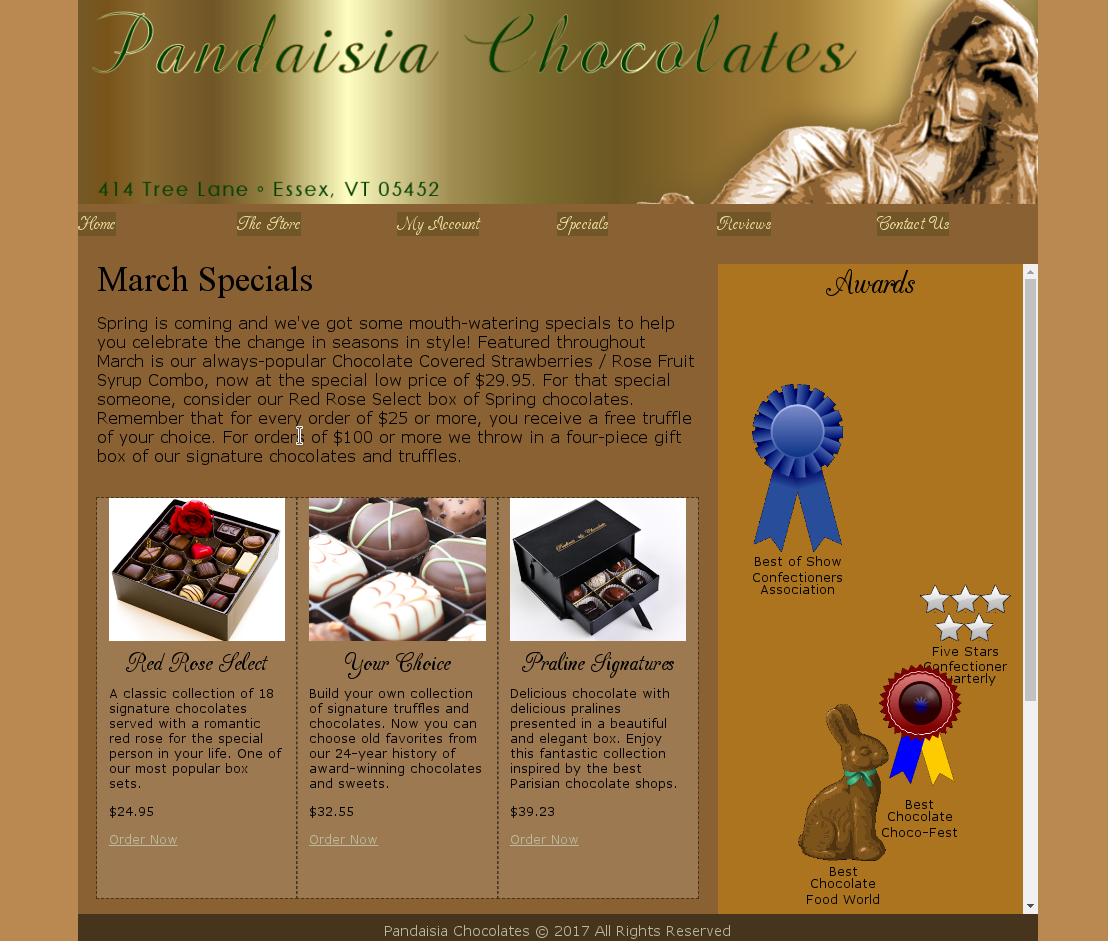 Pandaisia Chocolates
414 Tree Lane ◦ Essex, VT 05452
Home The Store My Account Specials Reviews Contact Us
March Specials
Spring is coming and we've got some mouth-watering specials to help
you celebrate the change in seasons in style! Featured throughout
March is our always-popular Chocolate Covered Strawberries / Rose Fruit
Syrup Combo, now at the special low price of $29.95. For that special
someone, consider our Red Rose Select box of Spring chocolates.
Remember that for every order of $25 or more, you receive a free truffle
of your choice. For orders of $100 or more we throw in a four-piece gift
box of our signature chocolates and truffles.
Red Rose Select
A classic collection of 18
signature chocolates
served with a romantic
red rose for the special
person in your life. One of
our most popular box
sets.
$24.95
Order Now
Your Choice
Build your own collection
of signature truffles and
chocolates. Now you can
choose old favorites from
our 24-year history of
award-winning chocolates
and sweets.
$32.55
Order Now
Praline Signatures
Delicious chocolate with
delicious pralines
presented in a beautiful
and elegant box. Enjoy
this fantastic collection
inspired by the best
Parisian chocolate shops.
$39.23
Order Now
Awards
Best of Show
Confectioners
Association
Five Stars
Confectioner
Best
Chocolate
Choco-Fest
Best
Chocolate
Food World
Pandaisia Chocolates © 2017 All Rights Reserved